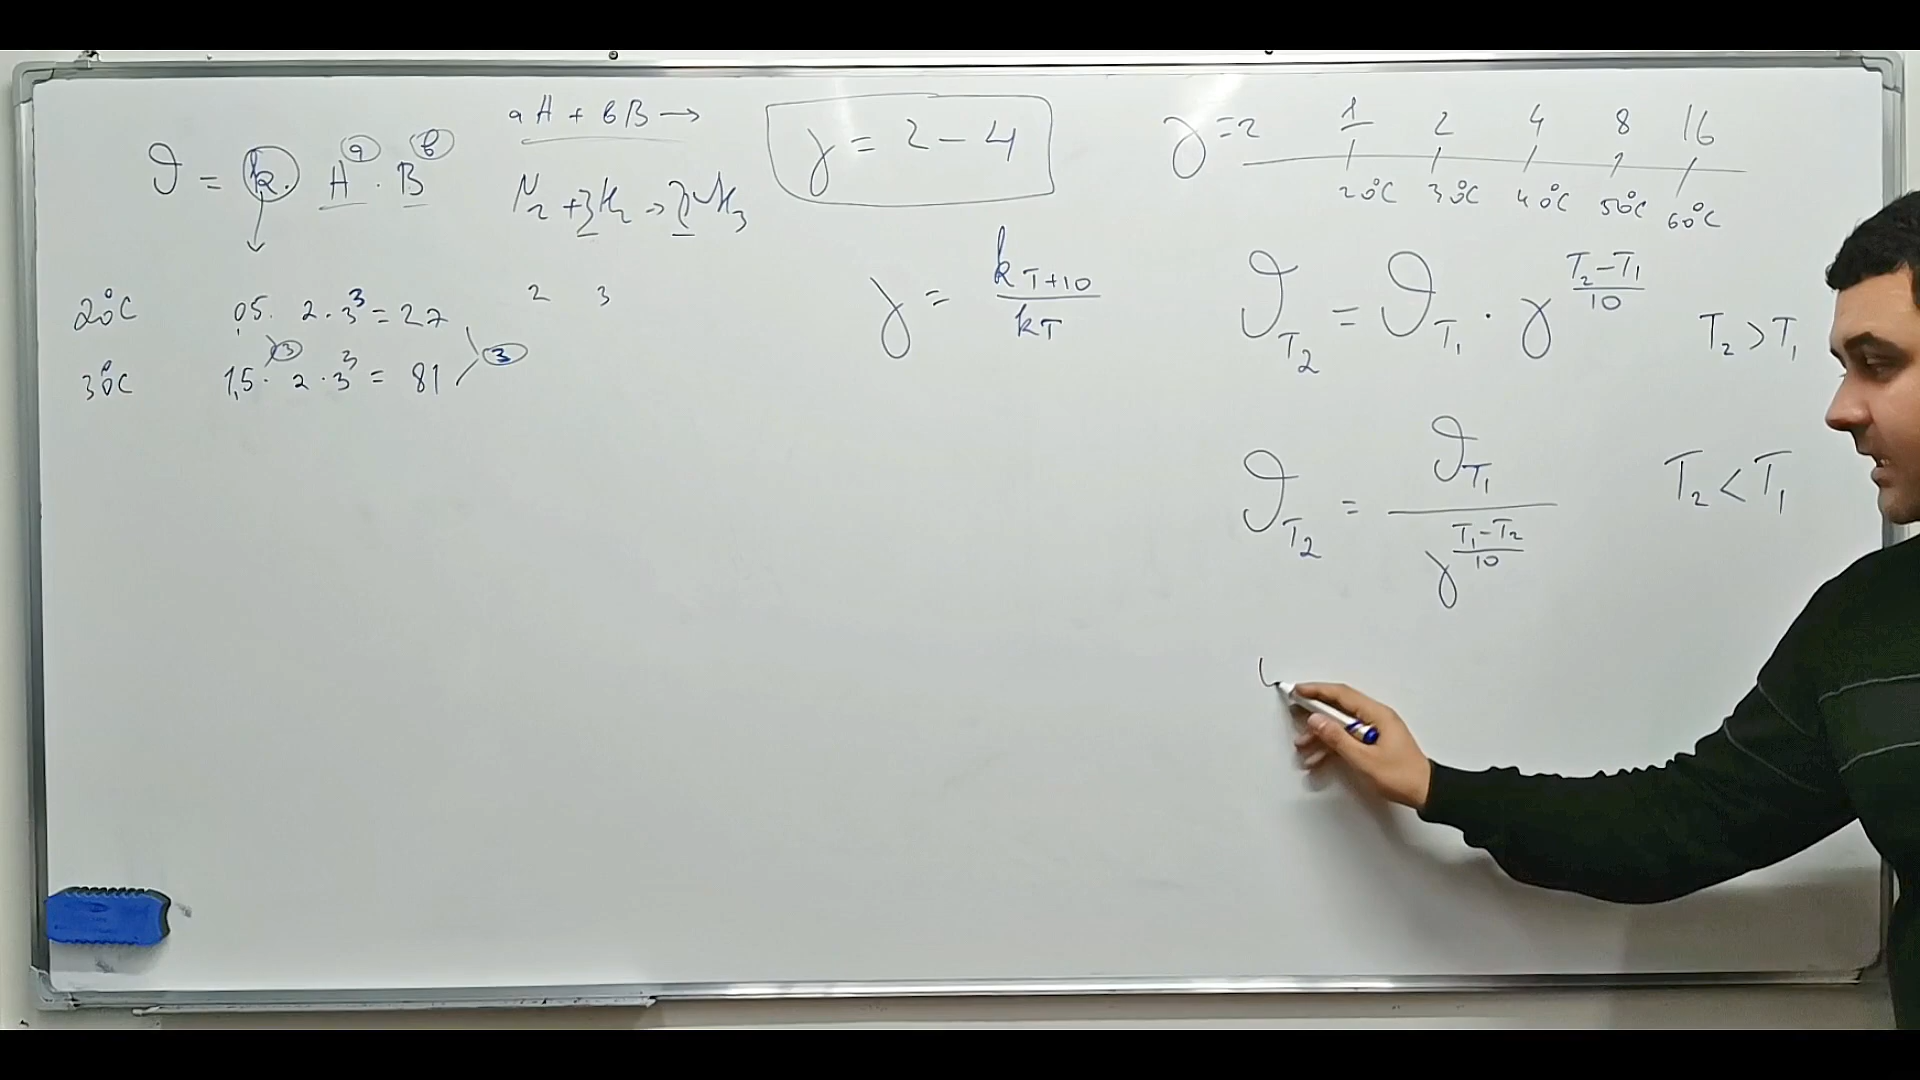 aA + bB →
ϑ = k · A^a · B^b
N₂ + 3H₂ → 2NH₃
20°C 0,5 · 2 · 3³ = 27
2 3
30°C 1,5 · 2 · 3³ = 81
3 3
γ = 2 – 4
γ = k_{T+10} / k_T
γ = 2 1 2 4 8 16
20°C 30°C 40°C 50°C 60°C
ϑ_{T₂} = ϑ_{T₁} · γ^{(T₂ – T₁)/10} T₂ > T₁
ϑ_{T₂} = ϑ_{T₁} / γ^{(T₁ – T₂)/10} T₂ < T₁